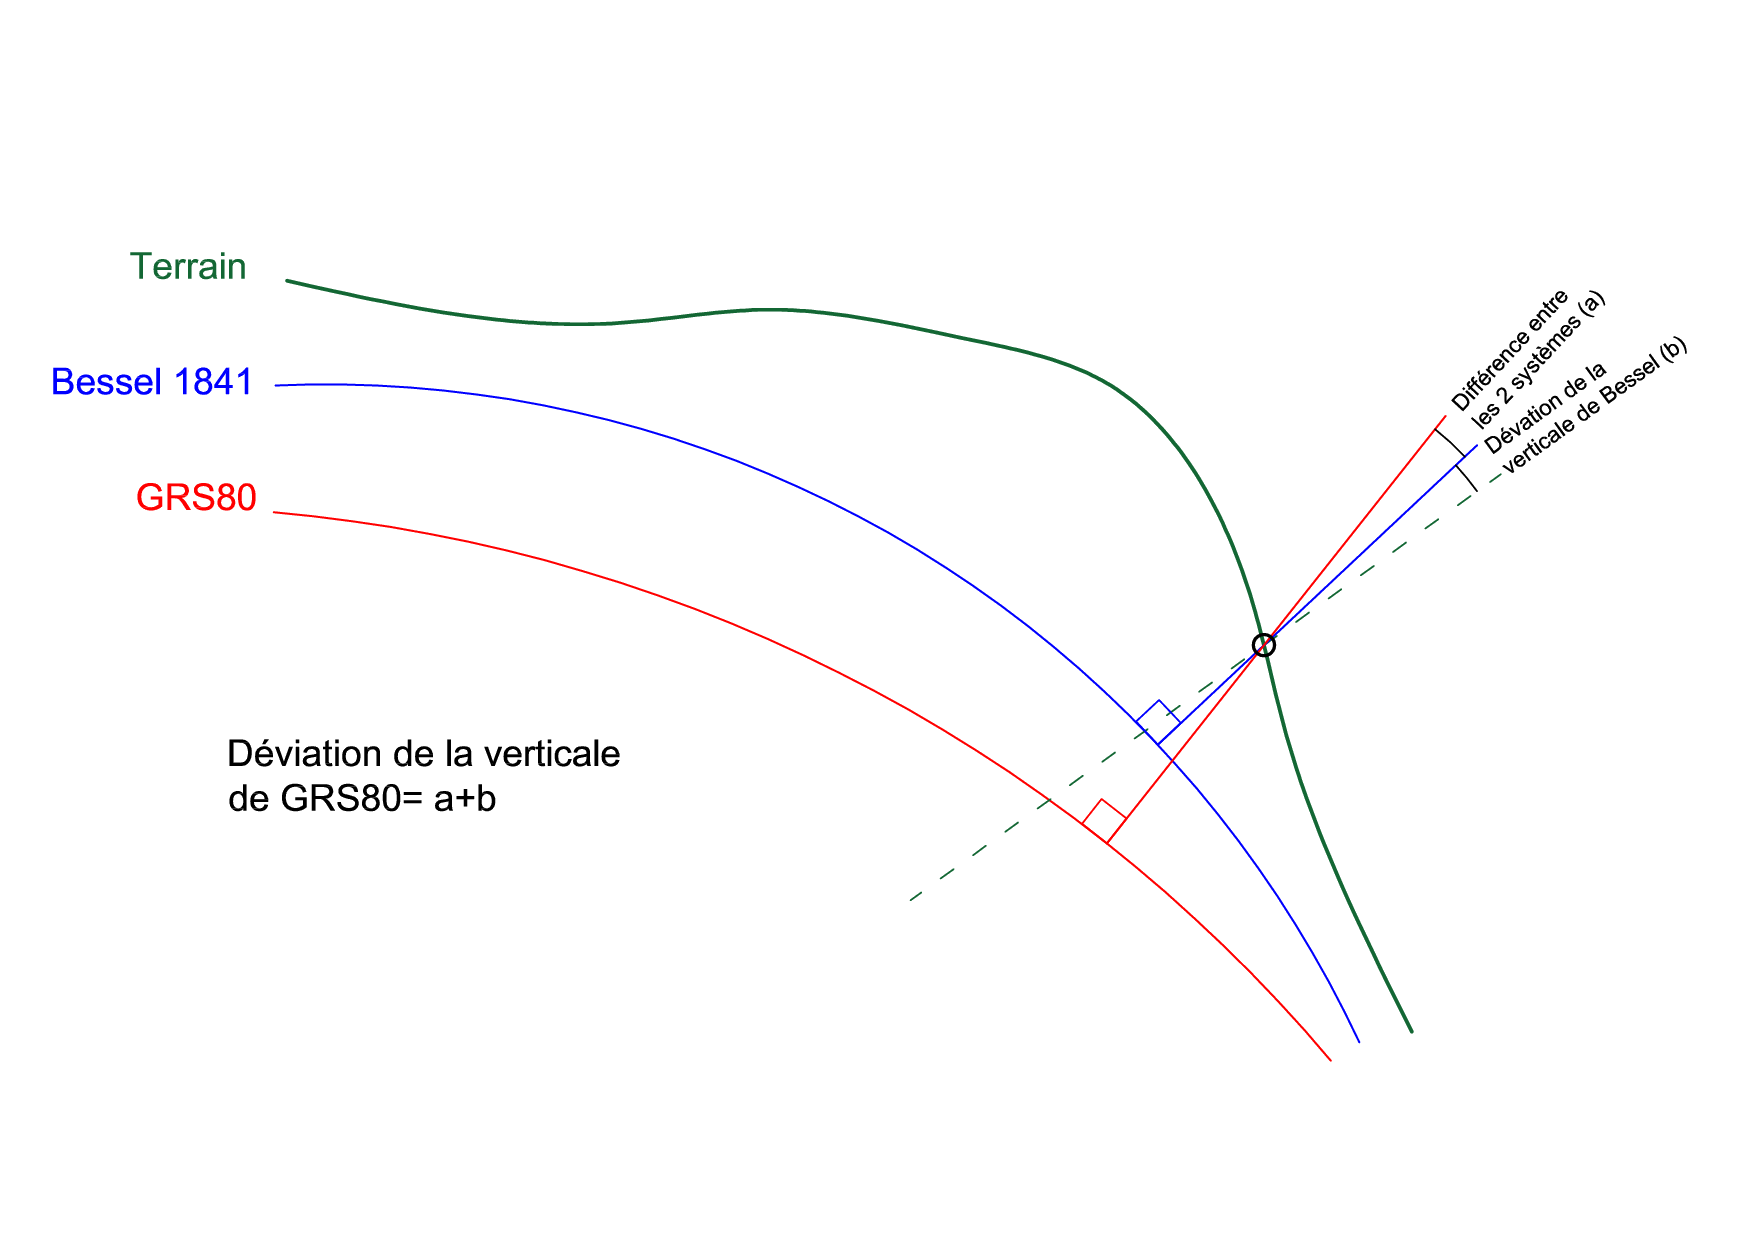 Terrain
Bessel 1841
GRS80
Différence entre
les 2 systèmes (a)
Dévation de la
verticale de Bessel (b)
Déviation de la verticale
de GRS80= a+b